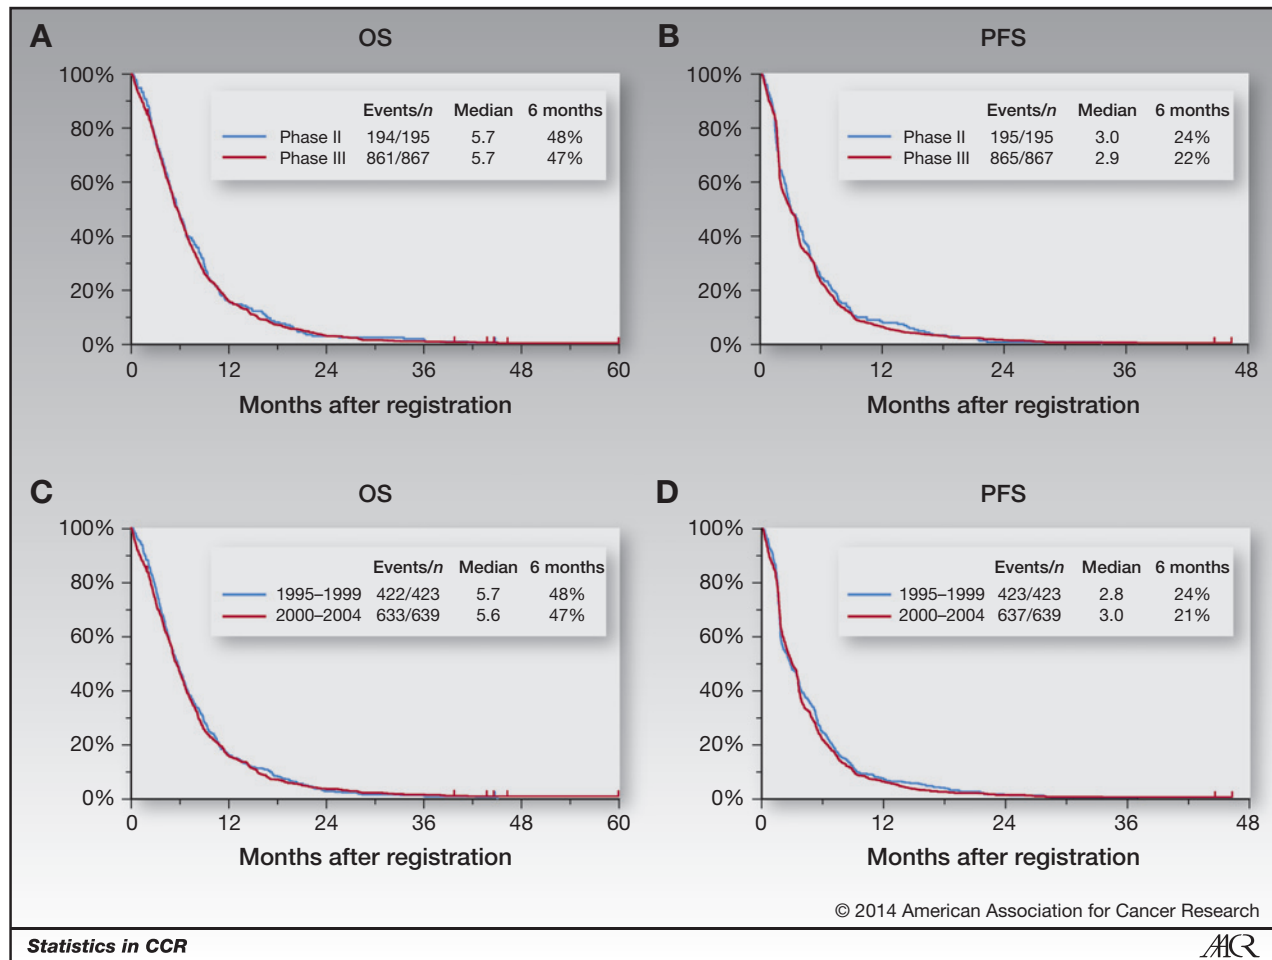 A
OS
100%
80%
60%
40%
20%
0%
Events/n Median 6 months
Phase II 194/195 5.7 48%
Phase III 861/867 5.7 47%
0 12 24 36 48 60
Months after registration
B
PFS
100%
80%
60%
40%
20%
0%
Events/n Median 6 months
Phase II 195/195 3.0 24%
Phase III 865/867 2.9 22%
0 12 24 36 48
Months after registration
C
OS
100%
80%
60%
40%
20%
0%
Events/n Median 6 months
1995–1999 422/423 5.7 48%
2000–2004 633/639 5.6 47%
0 12 24 36 48 60
Months after registration
D
PFS
100%
80%
60%
40%
20%
0%
Events/n Median 6 months
1995–1999 423/423 2.8 24%
2000–2004 637/639 3.0 21%
0 12 24 36 48
Months after registration
© 2014 American Association for Cancer Research
Statistics in CCR
AACR